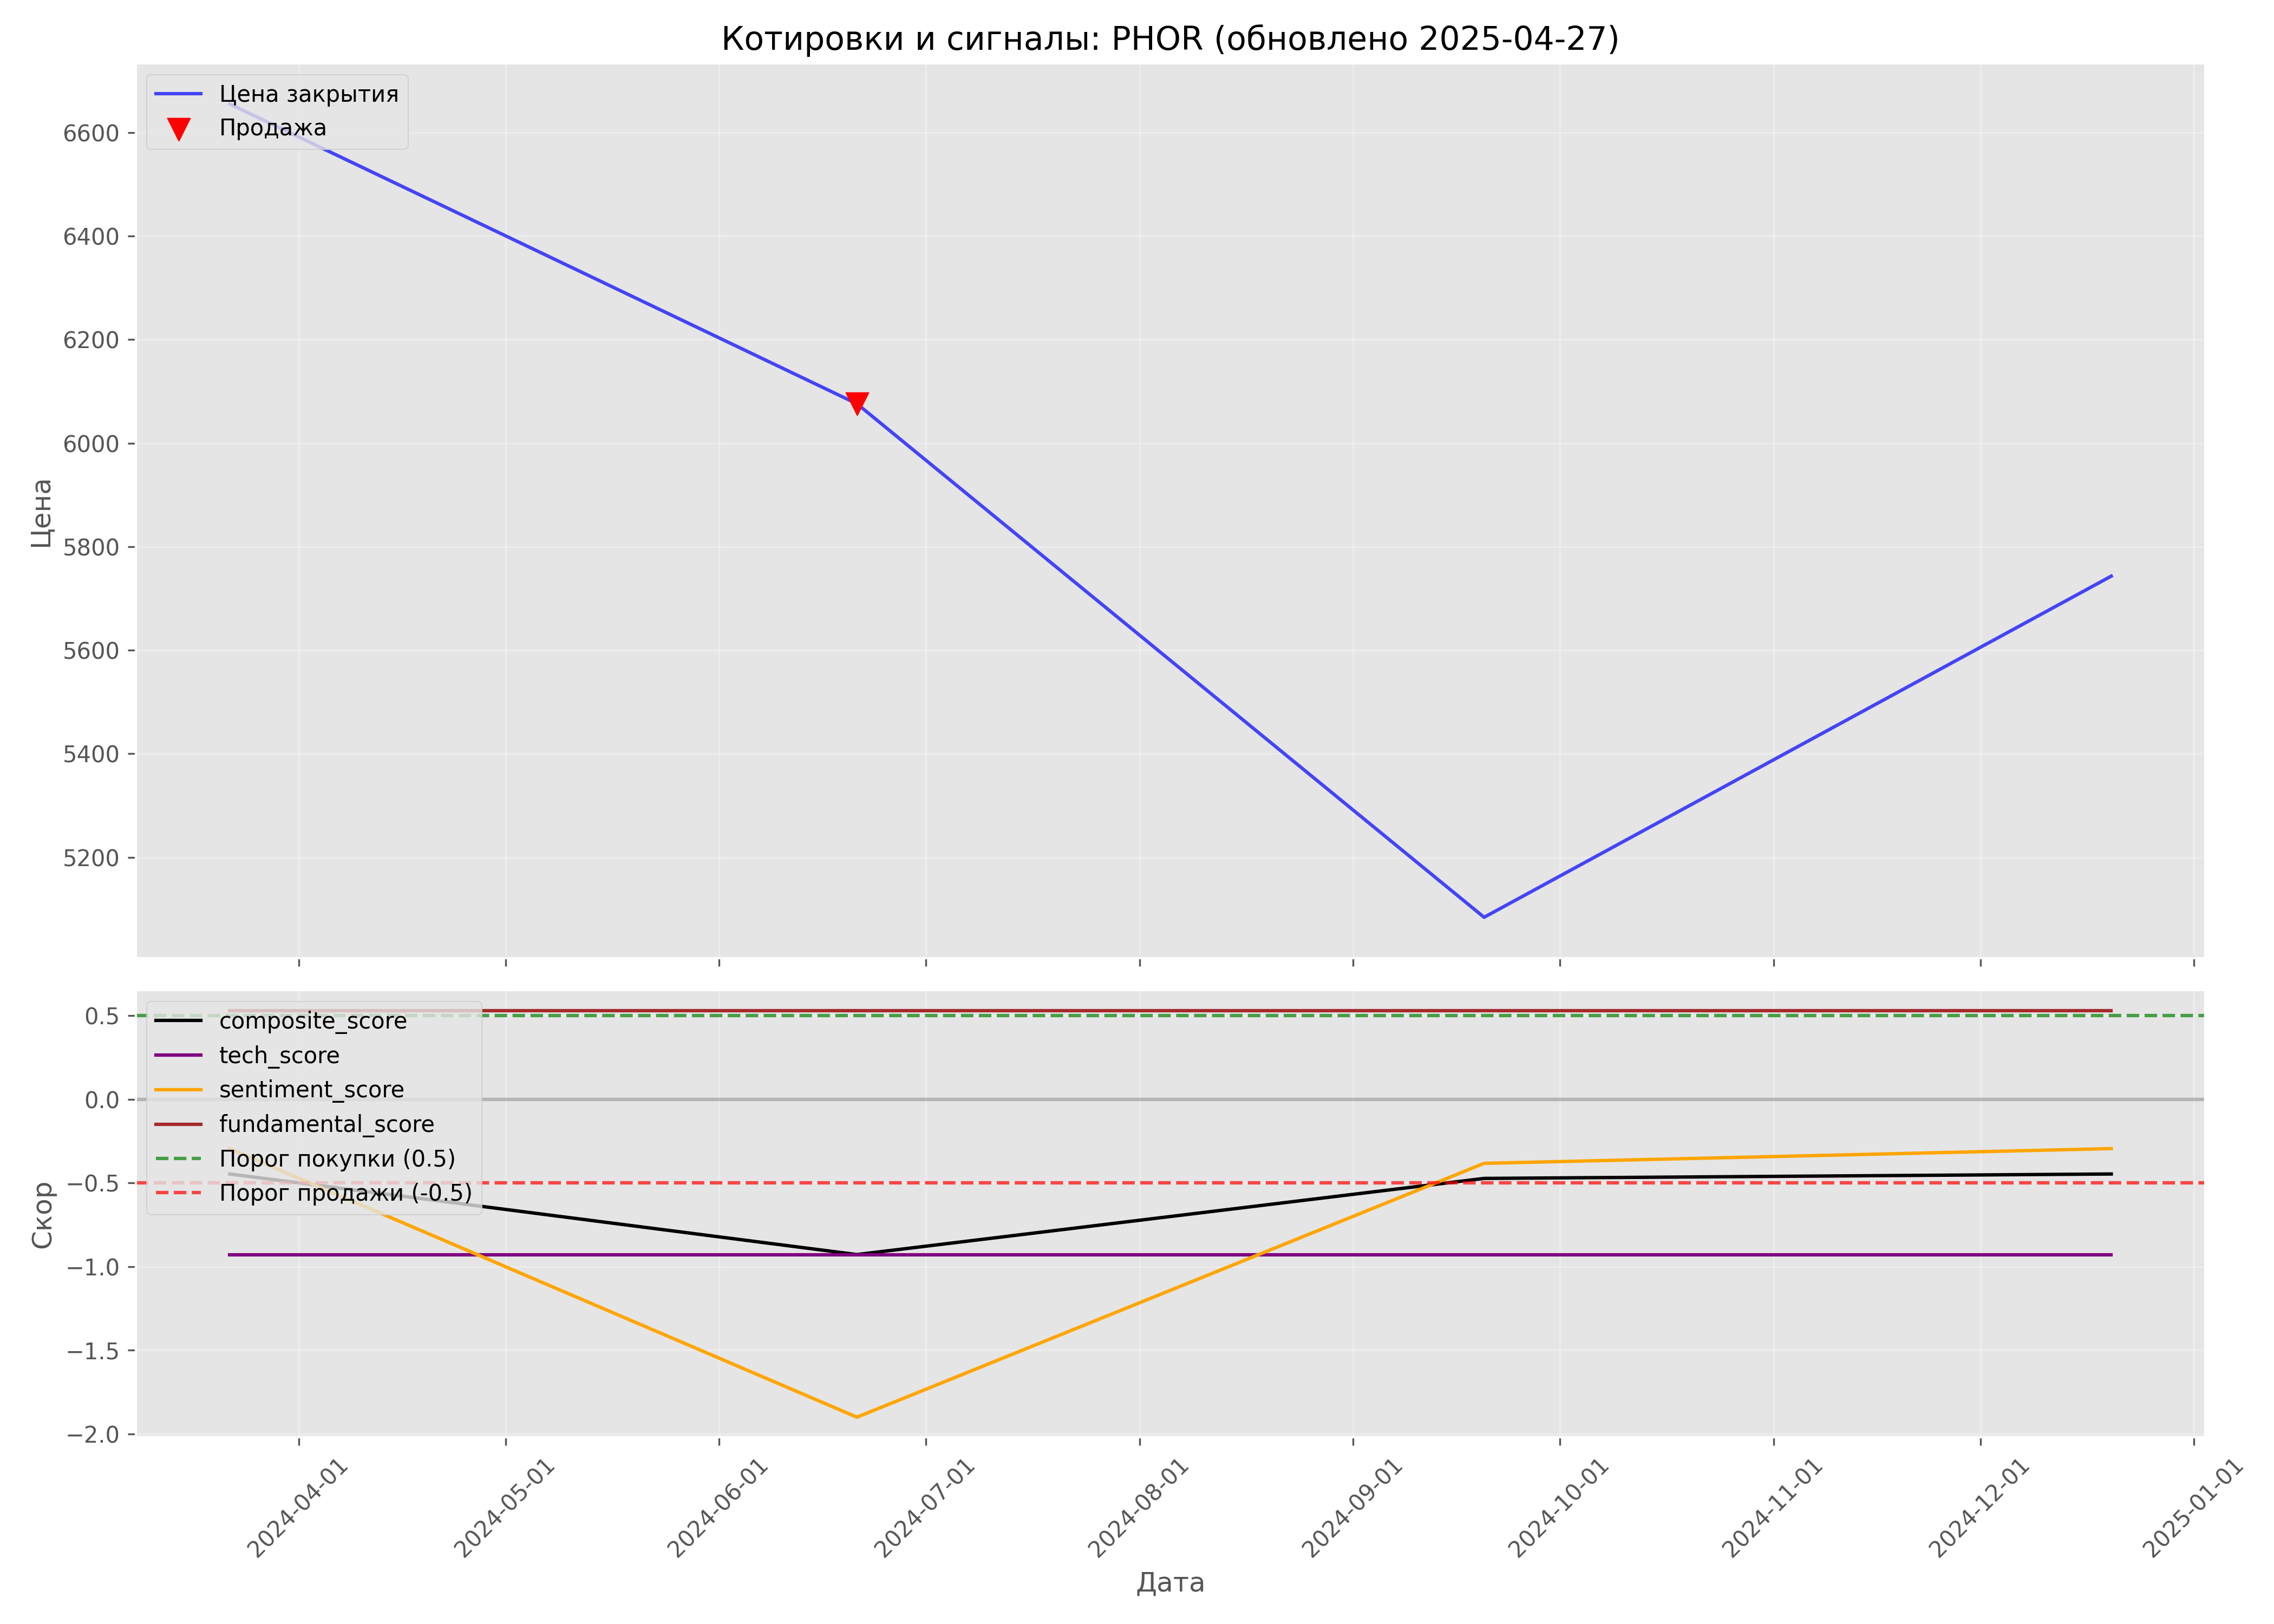 Котировки и сигналы: PHOR (обновлено 2025-04-27)
Цена закрытия
Продажа
6600
6400
6200
6000
5800
5600
5400
5200
Цена
composite_score
tech_score
sentiment_score
fundamental_score
Порог покупки (0.5)
Порог продажи (-0.5)
0.5
0.0
−0.5
−1.0
−1.5
−2.0
Скор
2024-04-01
2024-05-01
2024-06-01
2024-07-01
2024-08-01
2024-09-01
2024-10-01
2024-11-01
2024-12-01
2025-01-01
Дата